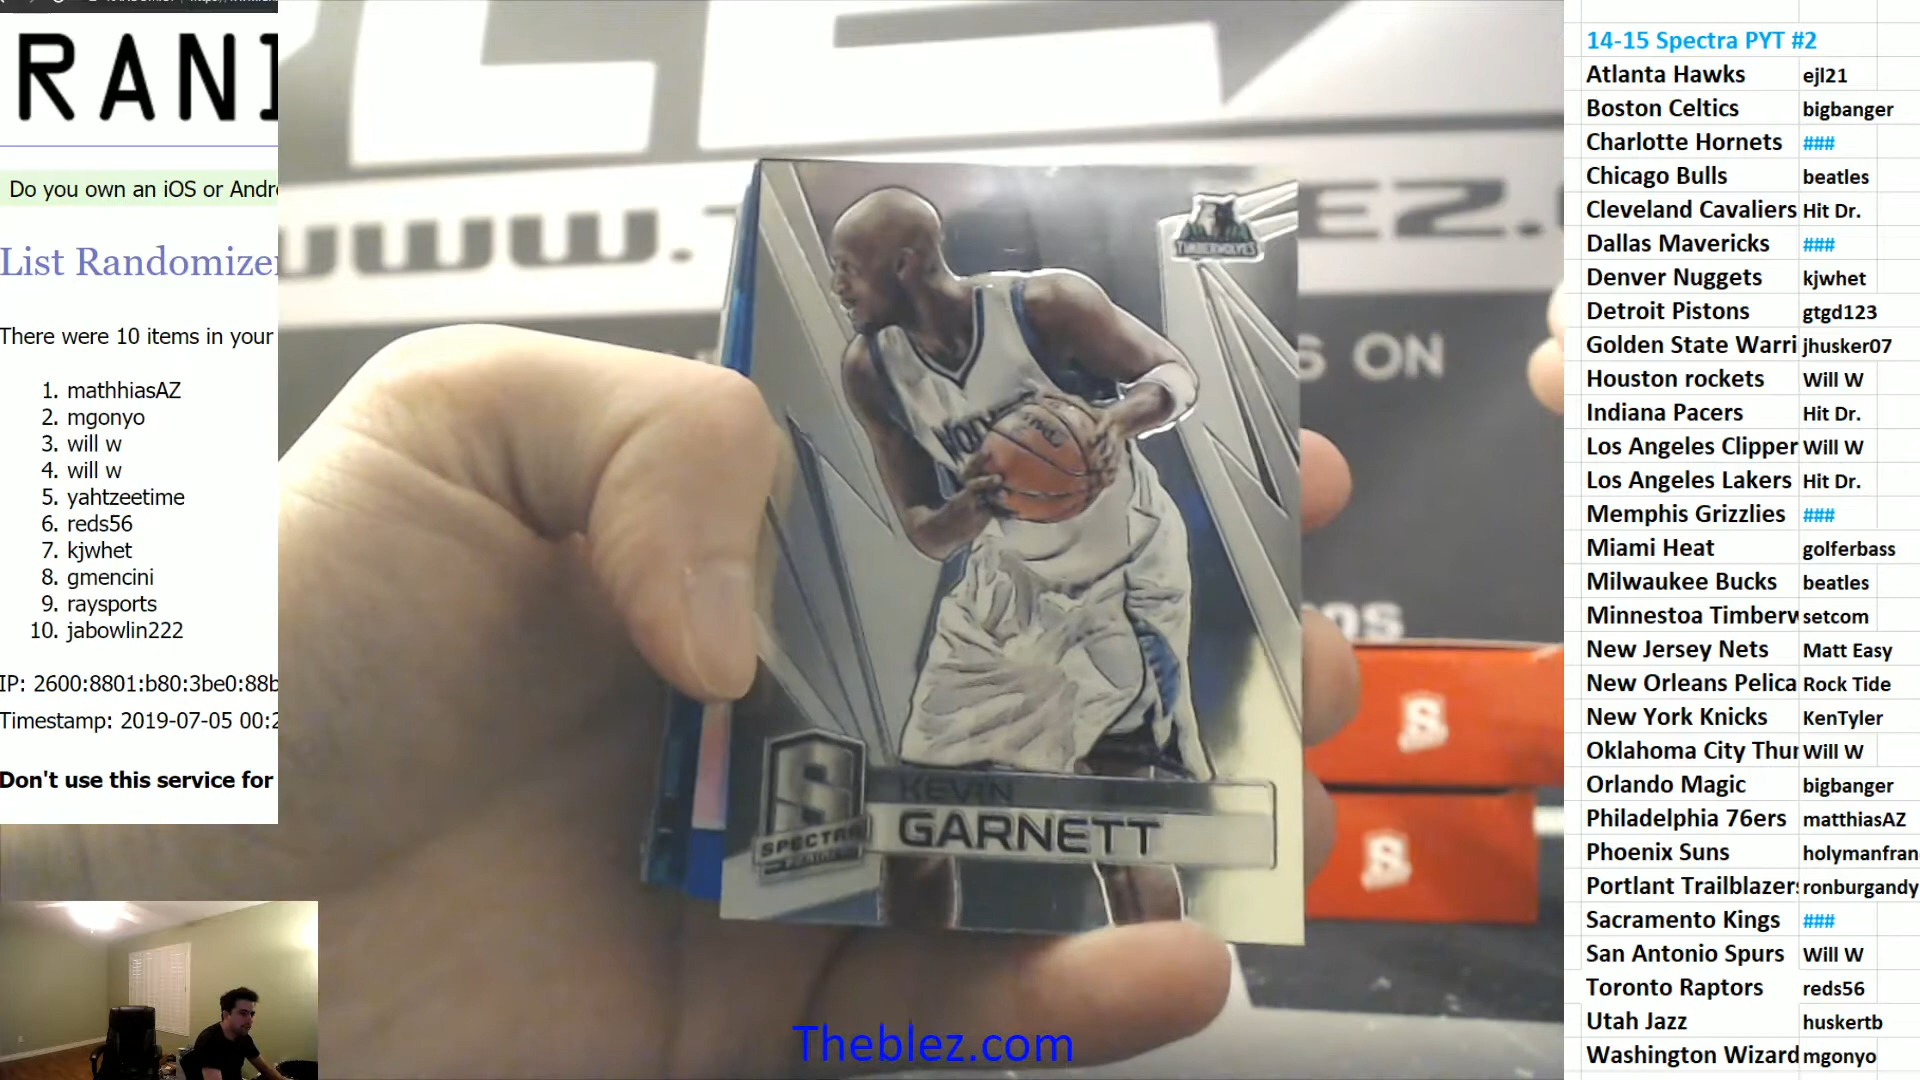 RANI
Do you own an iOS or Andr
List Randomize
There were 10 items in your
1. mathhiasAZ
2. mgonyo
3. will w
4. will w
5. yahtzeetime
6. reds56
7. kjwhet
8. gmencini
9. raysports
10. jabowlin222
IP: 2600:8801:b80:3be0:88b
Timestamp: 2019-07-05 00:2
Don't use this service for
www.
EZ.
S ON
TIMBERWOLVES
KEVIN
GARNETT
SPECTRA
PANINI
S
S
Theblez.com
14-15 Spectra PYT #2
Atlanta Hawks ejl21
Boston Celtics bigbanger
Charlotte Hornets ###
Chicago Bulls beatles
Cleveland Cavaliers Hit Dr.
Dallas Mavericks ###
Denver Nuggets kjwhet
Detroit Pistons gtgd123
Golden State Warri jhusker07
Houston rockets Will W
Indiana Pacers Hit Dr.
Los Angeles Clipper Will W
Los Angeles Lakers Hit Dr.
Memphis Grizzlies ###
Miami Heat golferbass
Milwaukee Bucks beatles
Minnestoa Timberw setcom
New Jersey Nets Matt Easy
New Orleans Pelica Rock Tide
New York Knicks KenTyler
Oklahoma City Thu Will W
Orlando Magic bigbanger
Philadelphia 76ers matthiasAZ
Phoenix Suns holymanfran
Portlant Trailblazers ronburgandy
Sacramento Kings ###
San Antonio Spurs Will W
Toronto Raptors reds56
Utah Jazz huskertb
Washington Wizard mgonyo